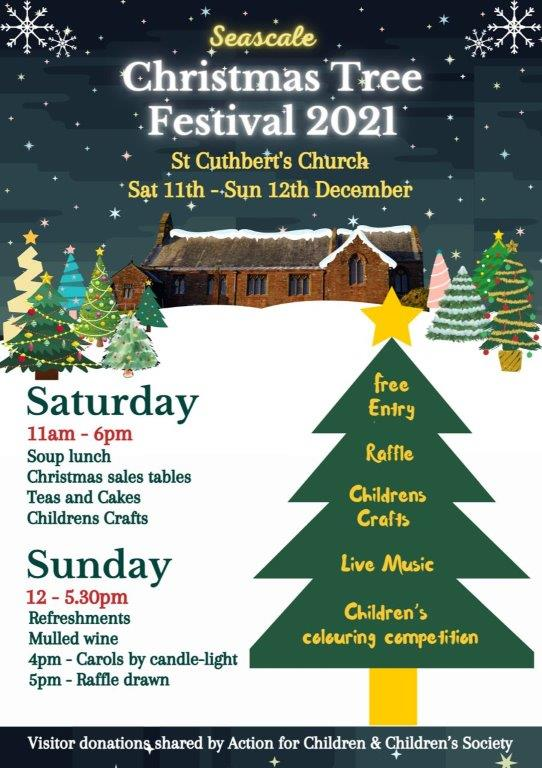 Seascale
Christmas Tree
Festival 2021
St Cuthbert's Church
Sat 11th - Sun 12th December
Saturday
11am - 6pm
Soup lunch
Christmas sales tables
Teas and Cakes
Childrens Crafts
Sunday
12 - 5.30pm
Refreshments
Mulled wine
4pm - Carols by candle-light
5pm - Raffle drawn
free
Entry
Raffle
Childrens
Crafts
Live Music
Children's
colouring competition
Visitor donations shared by Action for Children & Children's Society